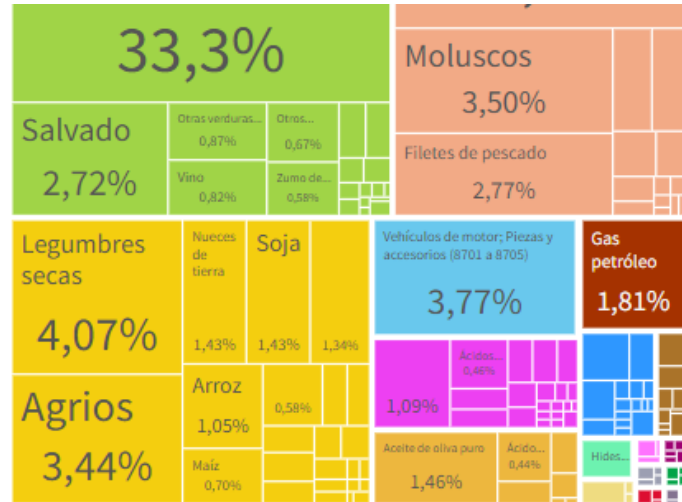 33,3%
Salvado
2,72%
Otras verduras...
0,87%
Otros...
0,67%
Vino
0,82%
Zumo de...
0,58%
Moluscos
3,50%
Filetes de pescado
2,77%
Legumbres
secas
4,07%
Nueces
de
tierra
1,43%
Soja
1,43%
1,34%
Agrios
3,44%
Arroz
1,05%
0,58%
Maíz
0,70%
Vehículos de motor; Piezas y
accesorios (8701 a 8705)
3,77%
Gas
petróleo
1,81%
1,09%
Ácidos...
0,46%
Aceite de oliva puro
1,46%
Ácido...
0,44%
Hides...